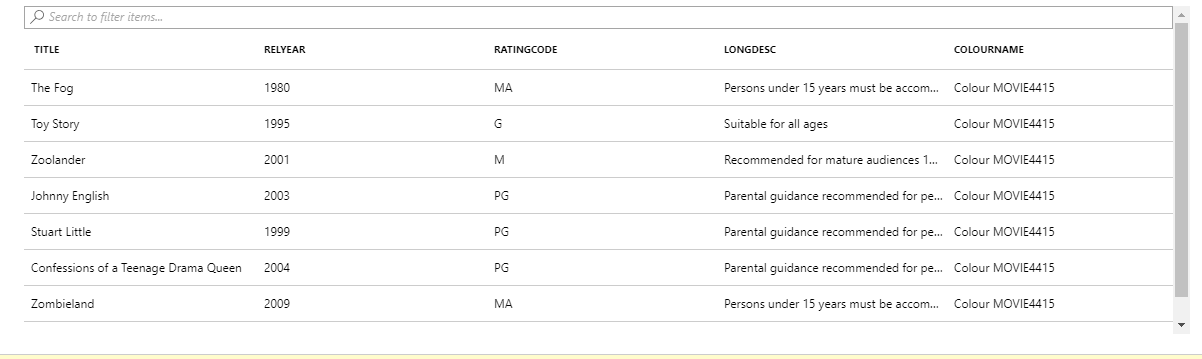 Search to filter items...
TITLE RELYEAR RATINGCODE LONGDESC COLOURNAME
The Fog 1980 MA Persons under 15 years must be accom... Colour MOVIE4415
Toy Story 1995 G Suitable for all ages Colour MOVIE4415
Zoolander 2001 M Recommended for mature audiences 1... Colour MOVIE4415
Johnny English 2003 PG Parental guidance recommended for pe... Colour MOVIE4415
Stuart Little 1999 PG Parental guidance recommended for pe... Colour MOVIE4415
Confessions of a Teenage Drama Queen 2004 PG Parental guidance recommended for pe... Colour MOVIE4415
Zombieland 2009 MA Persons under 15 years must be accom... Colour MOVIE4415